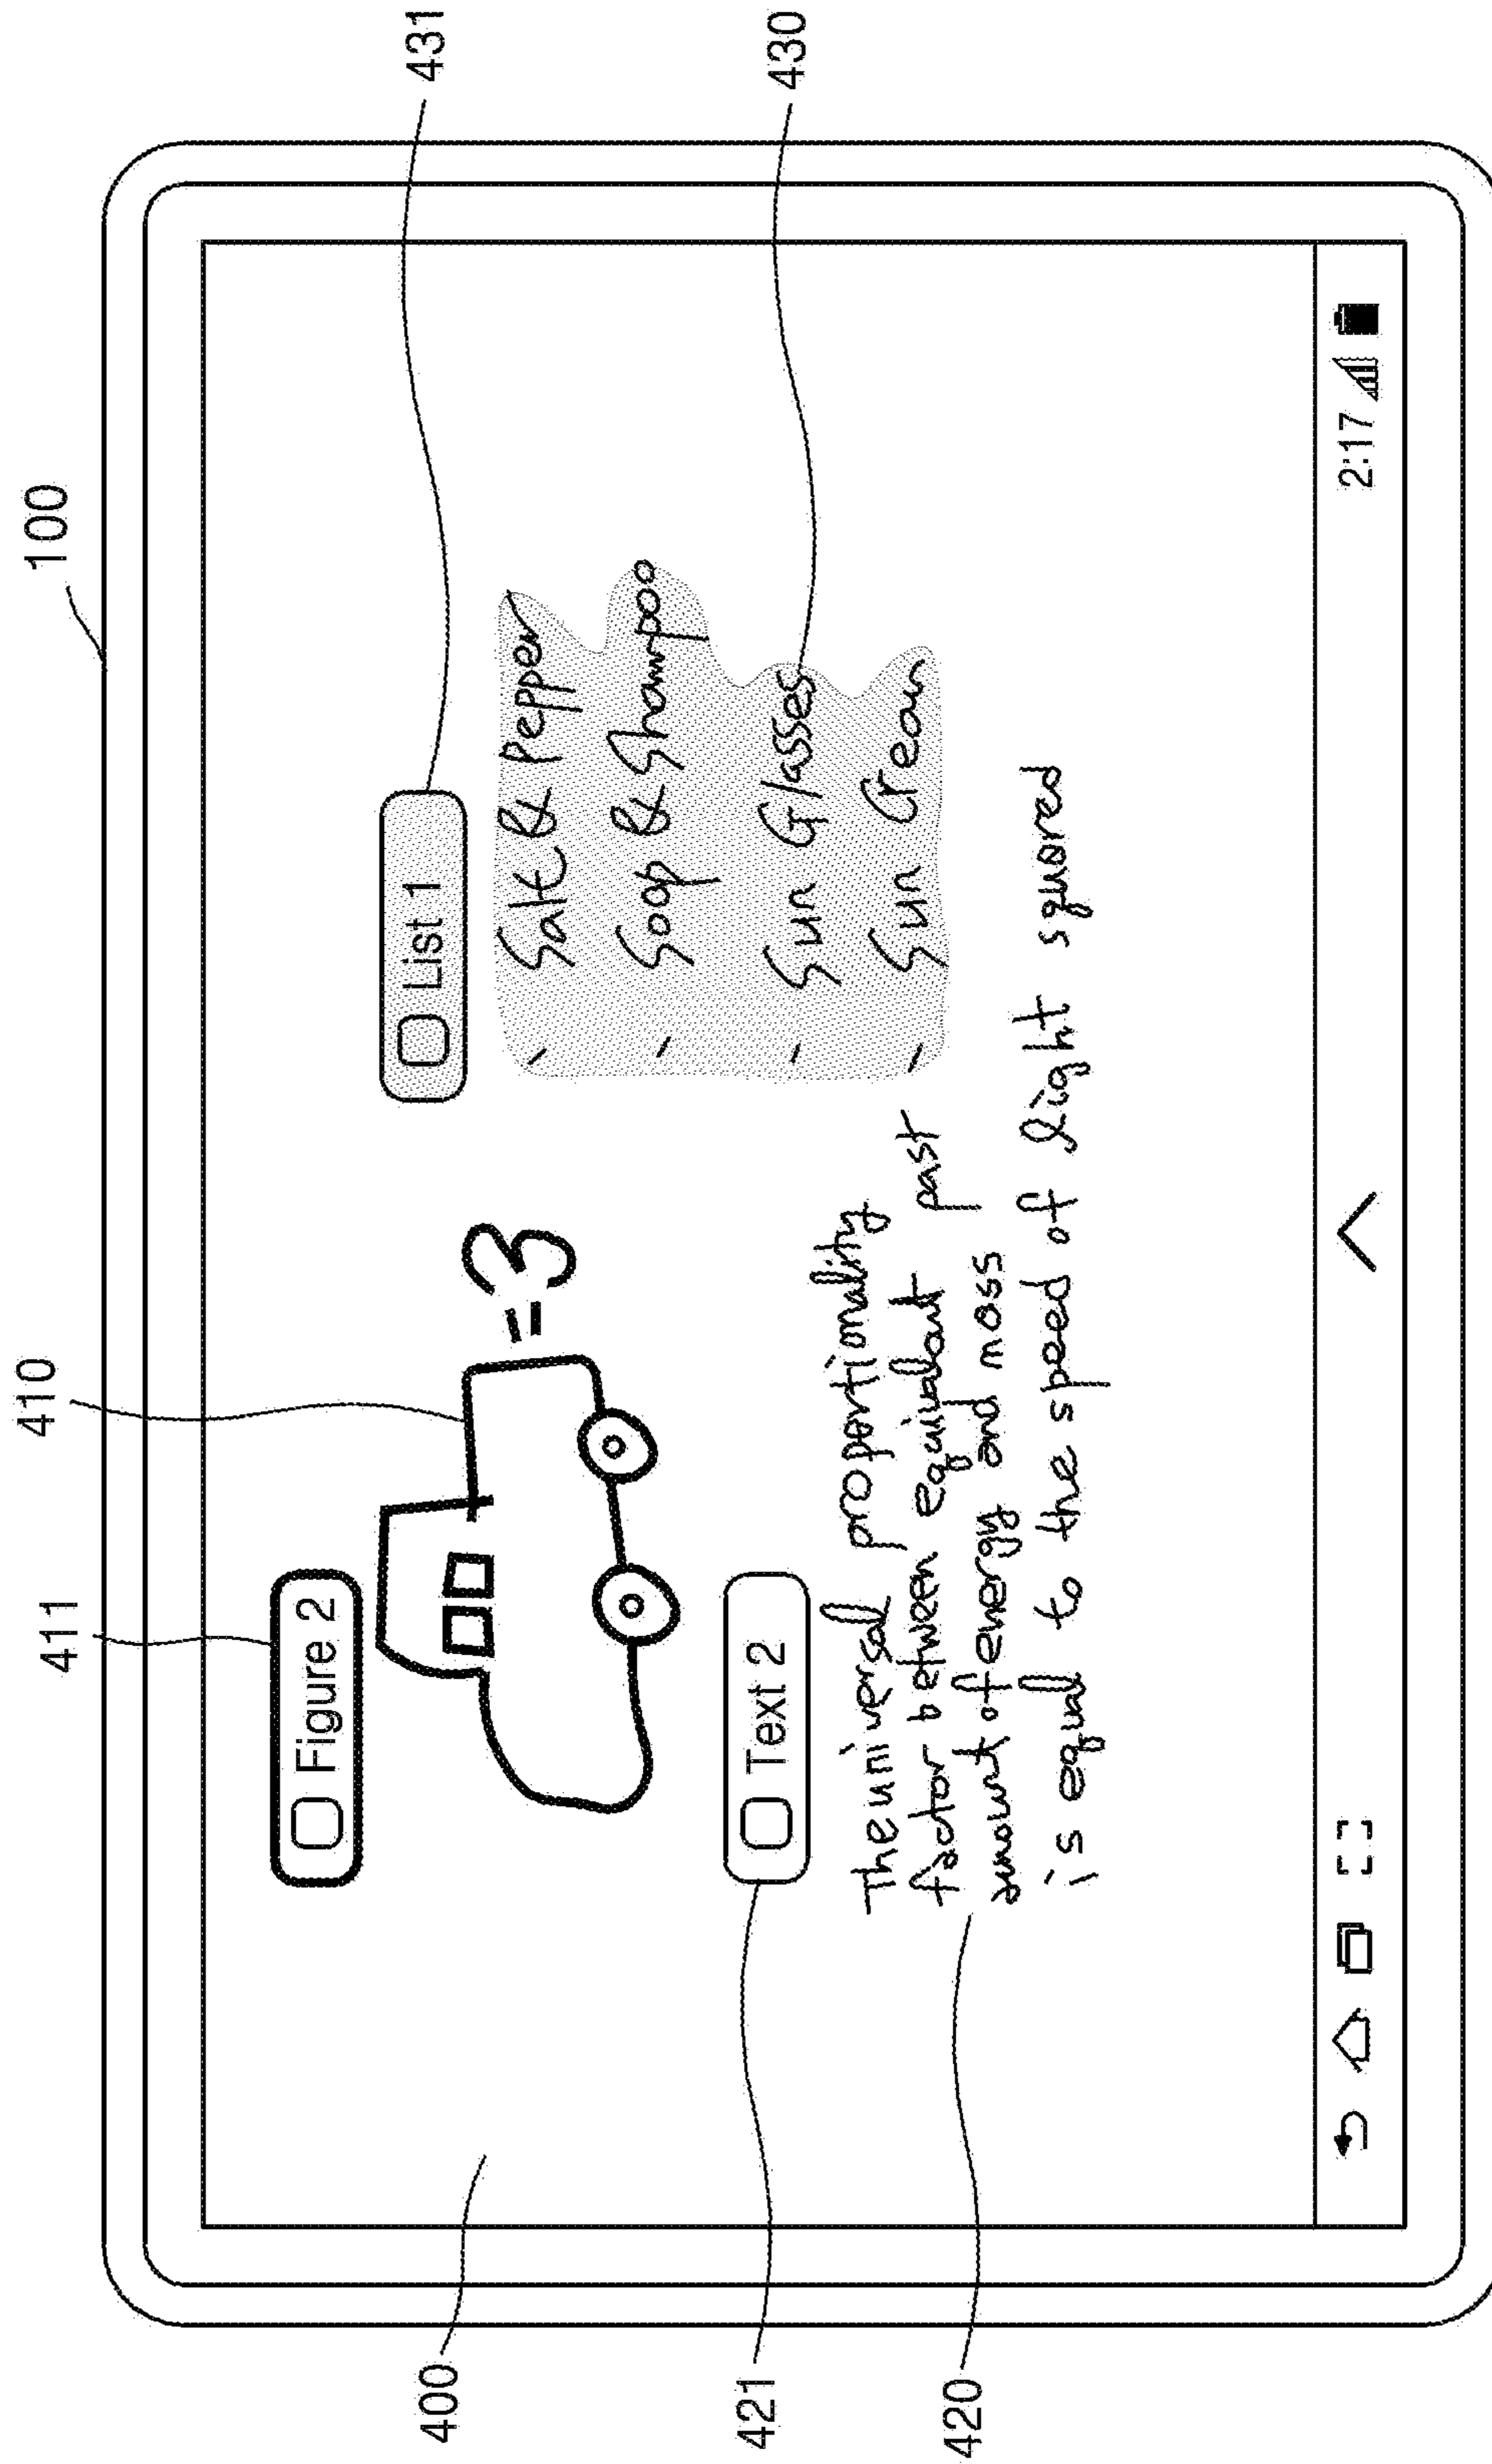 100
410
411
431
430
Figure 2
List 1
=3
- Salt & Pepper
- Soap & Shampoo
- Sun Glasses
- Sun Cream
Text 2
The universal proportionality
factor between equivalent past
amount of energy and mass
is equal to the speed of light squared
400
421
420
2:17